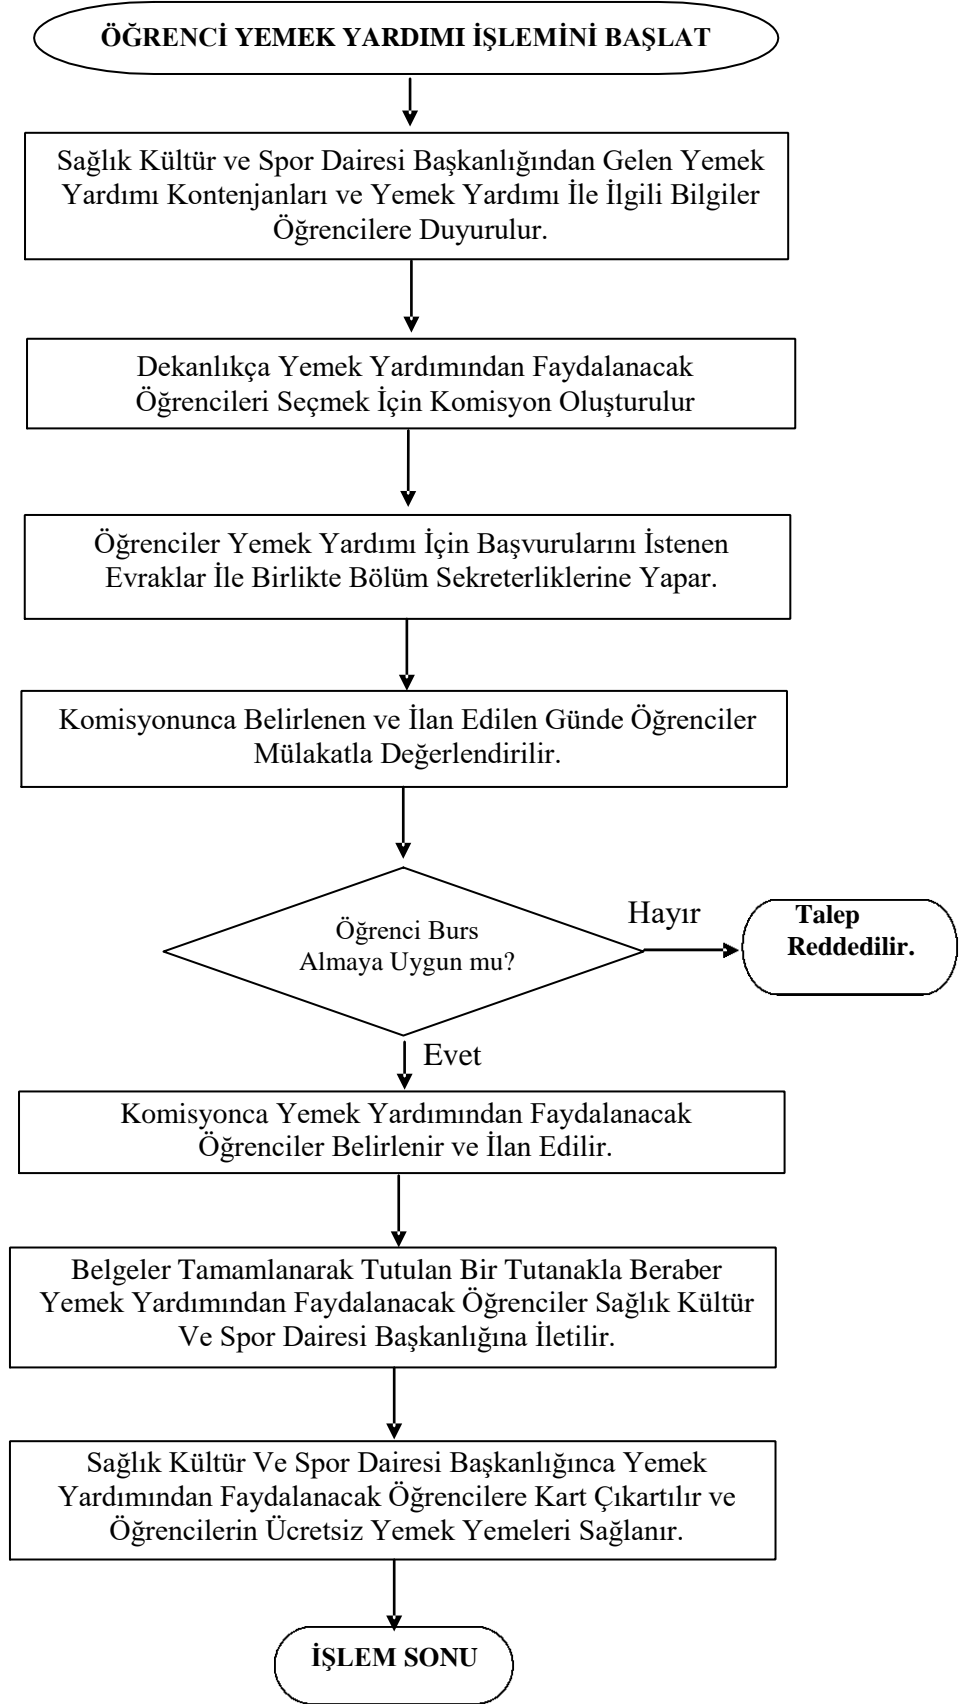 ÖĞRENCİ YEMEK YARDIMI İŞLEMİNİ BAŞLAT
Sağlık Kültür ve Spor Dairesi Başkanlığından Gelen Yemek
Yardımı Kontenjanları ve Yemek Yardımı İle İlgili Bilgiler
Öğrencilere Duyurulur.
Dekanlıkça Yemek Yardımından Faydalanacak
Öğrencileri Seçmek İçin Komisyon Oluşturulur
Öğrenciler Yemek Yardımı İçin Başvurularını İstenen
Evraklar İle Birlikte Bölüm Sekreterliklerine Yapar.
Komisyonunca Belirlenen ve İlan Edilen Günde Öğrenciler
Mülakatla Değerlendirilir.
Öğrenci Burs
Almaya Uygun mu?
Hayır
Talep
Reddedilir.
Evet
Komisyonca Yemek Yardımından Faydalanacak
Öğrenciler Belirlenir ve İlan Edilir.
Belgeler Tamamlanarak Tutulan Bir Tutanakla Beraber
Yemek Yardımından Faydalanacak Öğrenciler Sağlık Kültür
Ve Spor Dairesi Başkanlığına İletilir.
Sağlık Kültür Ve Spor Dairesi Başkanlığınca Yemek
Yardımından Faydalanacak Öğrencilere Kart Çıkartılır ve
Öğrencilerin Ücretsiz Yemek Yemeleri Sağlanır.
İŞLEM SONU